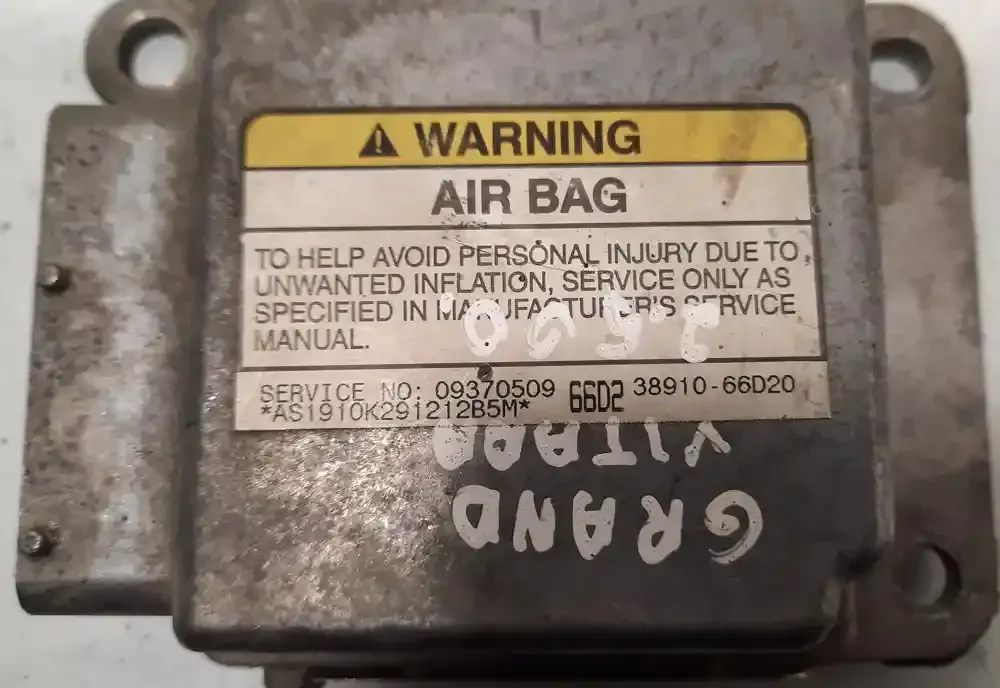 WARNING
AIR BAG
TO HELP AVOID PERSONAL INJURY DUE TO
UNWANTED INFLATION, SERVICE ONLY AS
SPECIFIED IN MANUFACTURER'S SERVICE
MANUAL.
SERVICE NO: 09370509 66D2 38910-66D20
*AS1910K291212B5M*
GRAND
VITARA